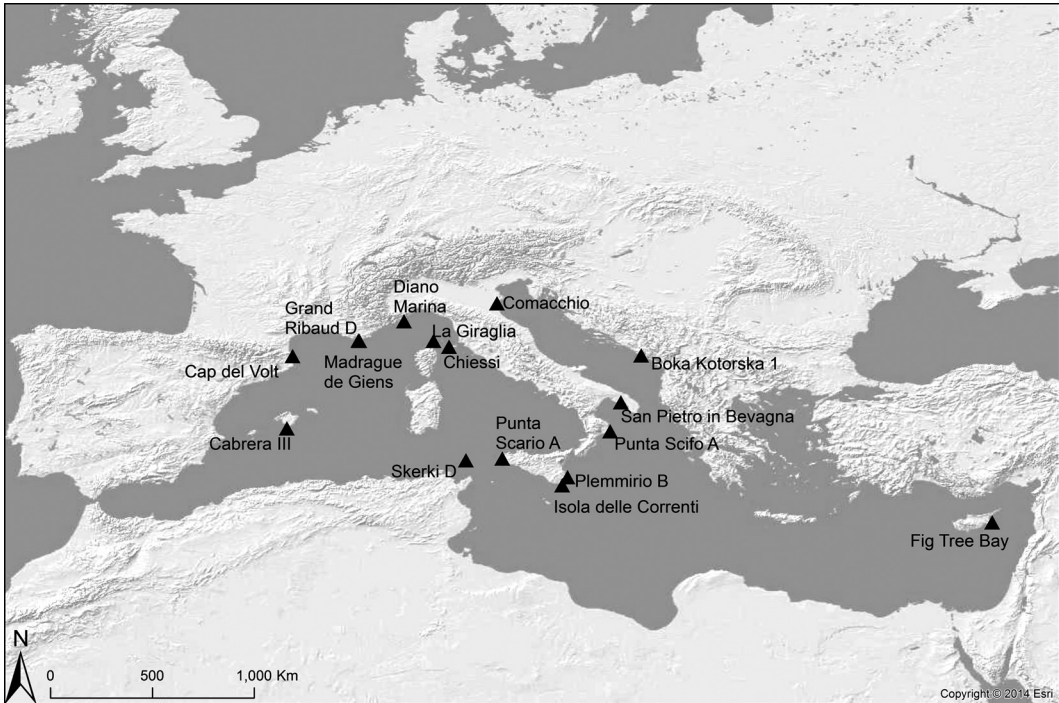 Diano
Marina
Comacchio
Grand
Ribaud D
La Giraglia
Madrague
de Giens
Chiessi
Cap del Volt
Boka Kotorska 1
San Pietro in Bevagna
Punta
Scario A
Punta Scifo A
Cabrera III
Skerki D
Plemmirio B
Isola delle Correnti
Fig Tree Bay
N
0 500 1,000 Km
Copyright:© 2014 Esri